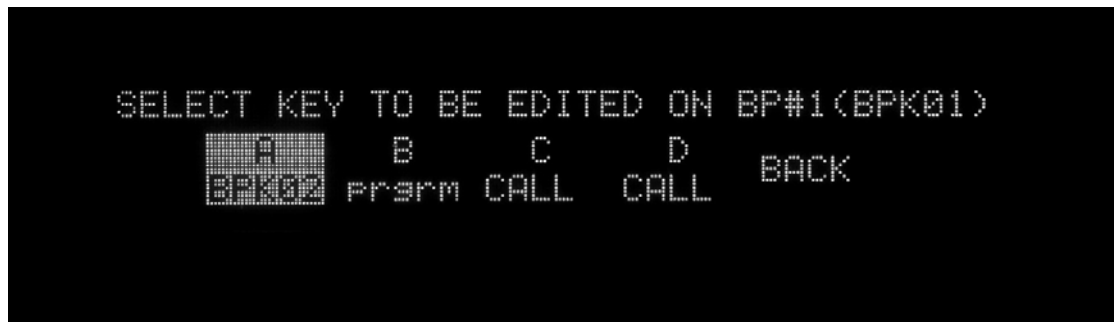 SELECT KEY TO BE EDITED ON BP#1(BPK01)
A B C D BACK
BPK02 prgrm CALL CALL